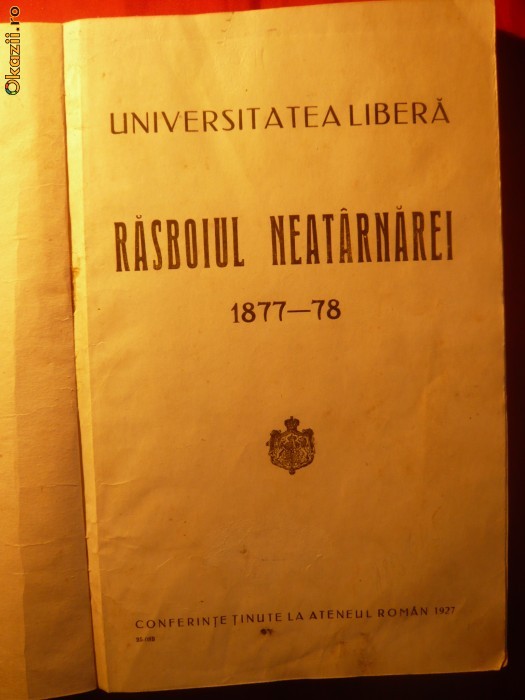 Okazii.ro
UNIVERSITATEA LIBERĂ
RĂSBOIUL NEATÂRNĂREI
1877—78
CONFERINȚE ȚINUTE LA ATENEUL ROMÂN 1927